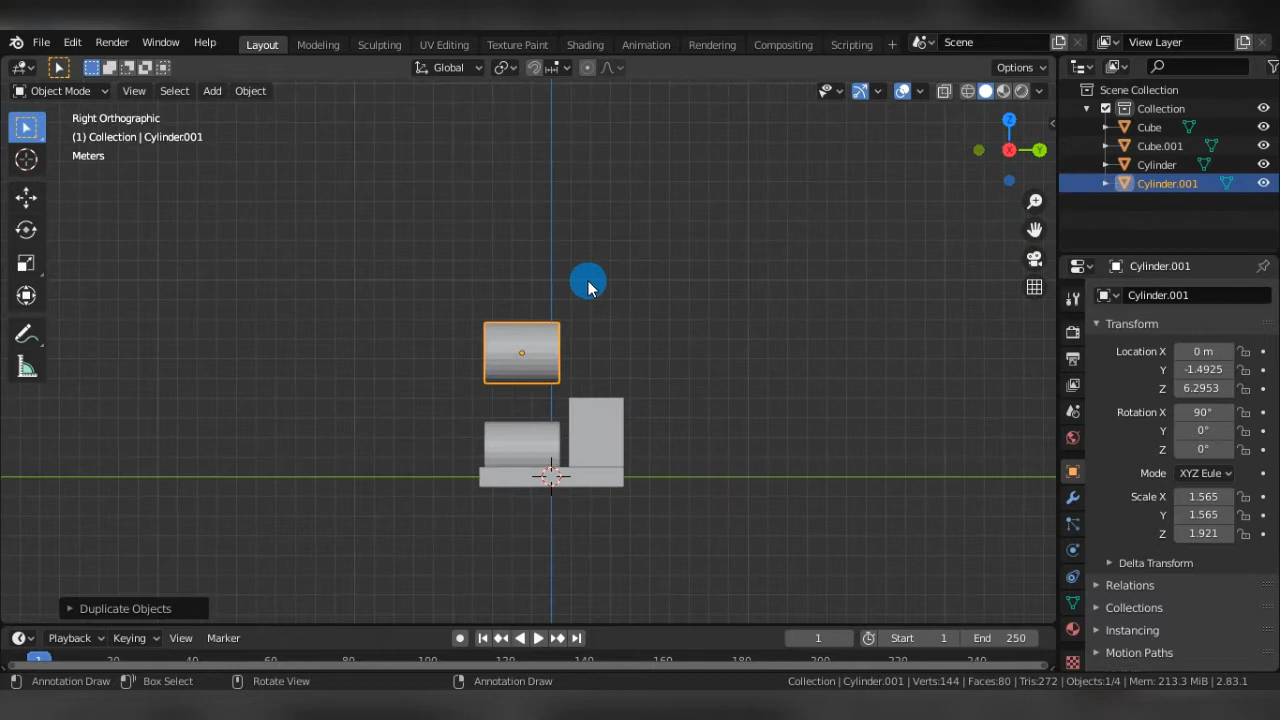 File Edit Render Window Help Layout Modeling Sculpting UV Editing Texture Paint Shading Animation Rendering Compositing Scripting + Scene View Layer
Global Options
Object Mode View Select Add Object
Right Orthographic
(1) Collection | Cylinder.001
Meters
Z
Y
X
Scene Collection
Collection
Cube
Cube.001
Cylinder
Cylinder.001
Cylinder.001
Cylinder.001
Transform
Location X 0 m
Y -1.4925
Z 6.2953
Rotation X 90°
Y 0°
Z 0°
Mode XYZ Eule
Scale X 1.565
Y 1.565
Z 1.921
Delta Transform
Relations
Collections
Instancing
Motion Paths
Duplicate Objects
Playback Keying View Marker 1 Start 1 End 250
1 20 40 60 80 100 120 140 160 180 200 220 240
Annotation Draw Box Select Rotate View Annotation Draw Collection | Cylinder.001 | Verts:144 | Faces:80 | Tris:272 | Objects:1/4 | Mem: 213.3 MiB | 2.83.1